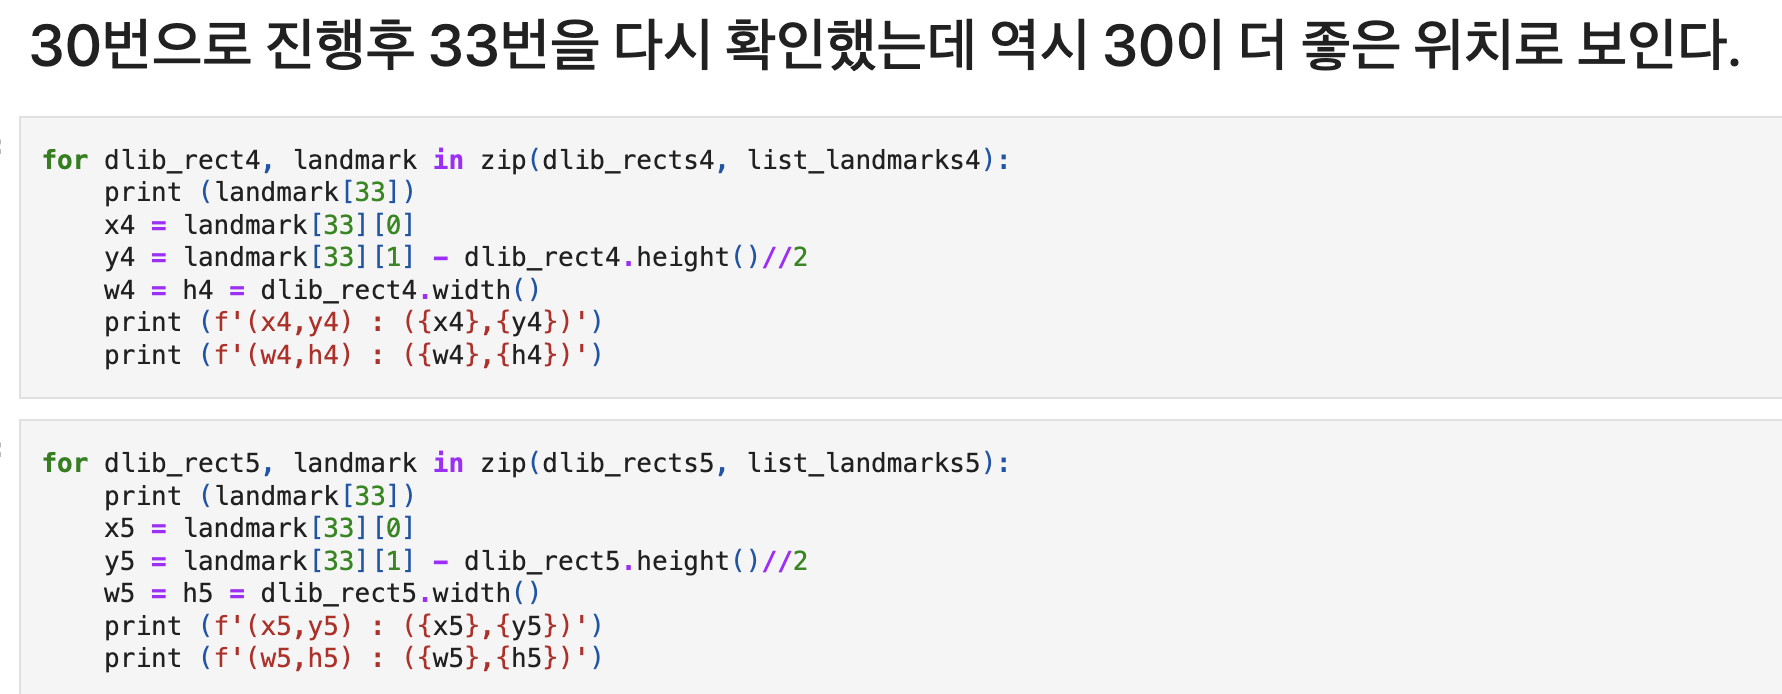 30번으로 진행후 33번을 다시 확인했는데 역시 30이 더 좋은 위치로 보인다.
for dlib_rect4, landmark in zip(dlib_rects4, list_landmarks4):
    print (landmark[33])
    x4 = landmark[33][0]
    y4 = landmark[33][1] - dlib_rect4.height()//2
    w4 = h4 = dlib_rect4.width()
    print (f'(x4,y4) : ({x4},{y4})')
    print (f'(w4,h4) : ({w4},{h4})')
for dlib_rect5, landmark in zip(dlib_rects5, list_landmarks5):
    print (landmark[33])
    x5 = landmark[33][0]
    y5 = landmark[33][1] - dlib_rect5.height()//2
    w5 = h5 = dlib_rect5.width()
    print (f'(x5,y5) : ({x5},{y5})')
    print (f'(w5,h5) : ({w5},{h5})')